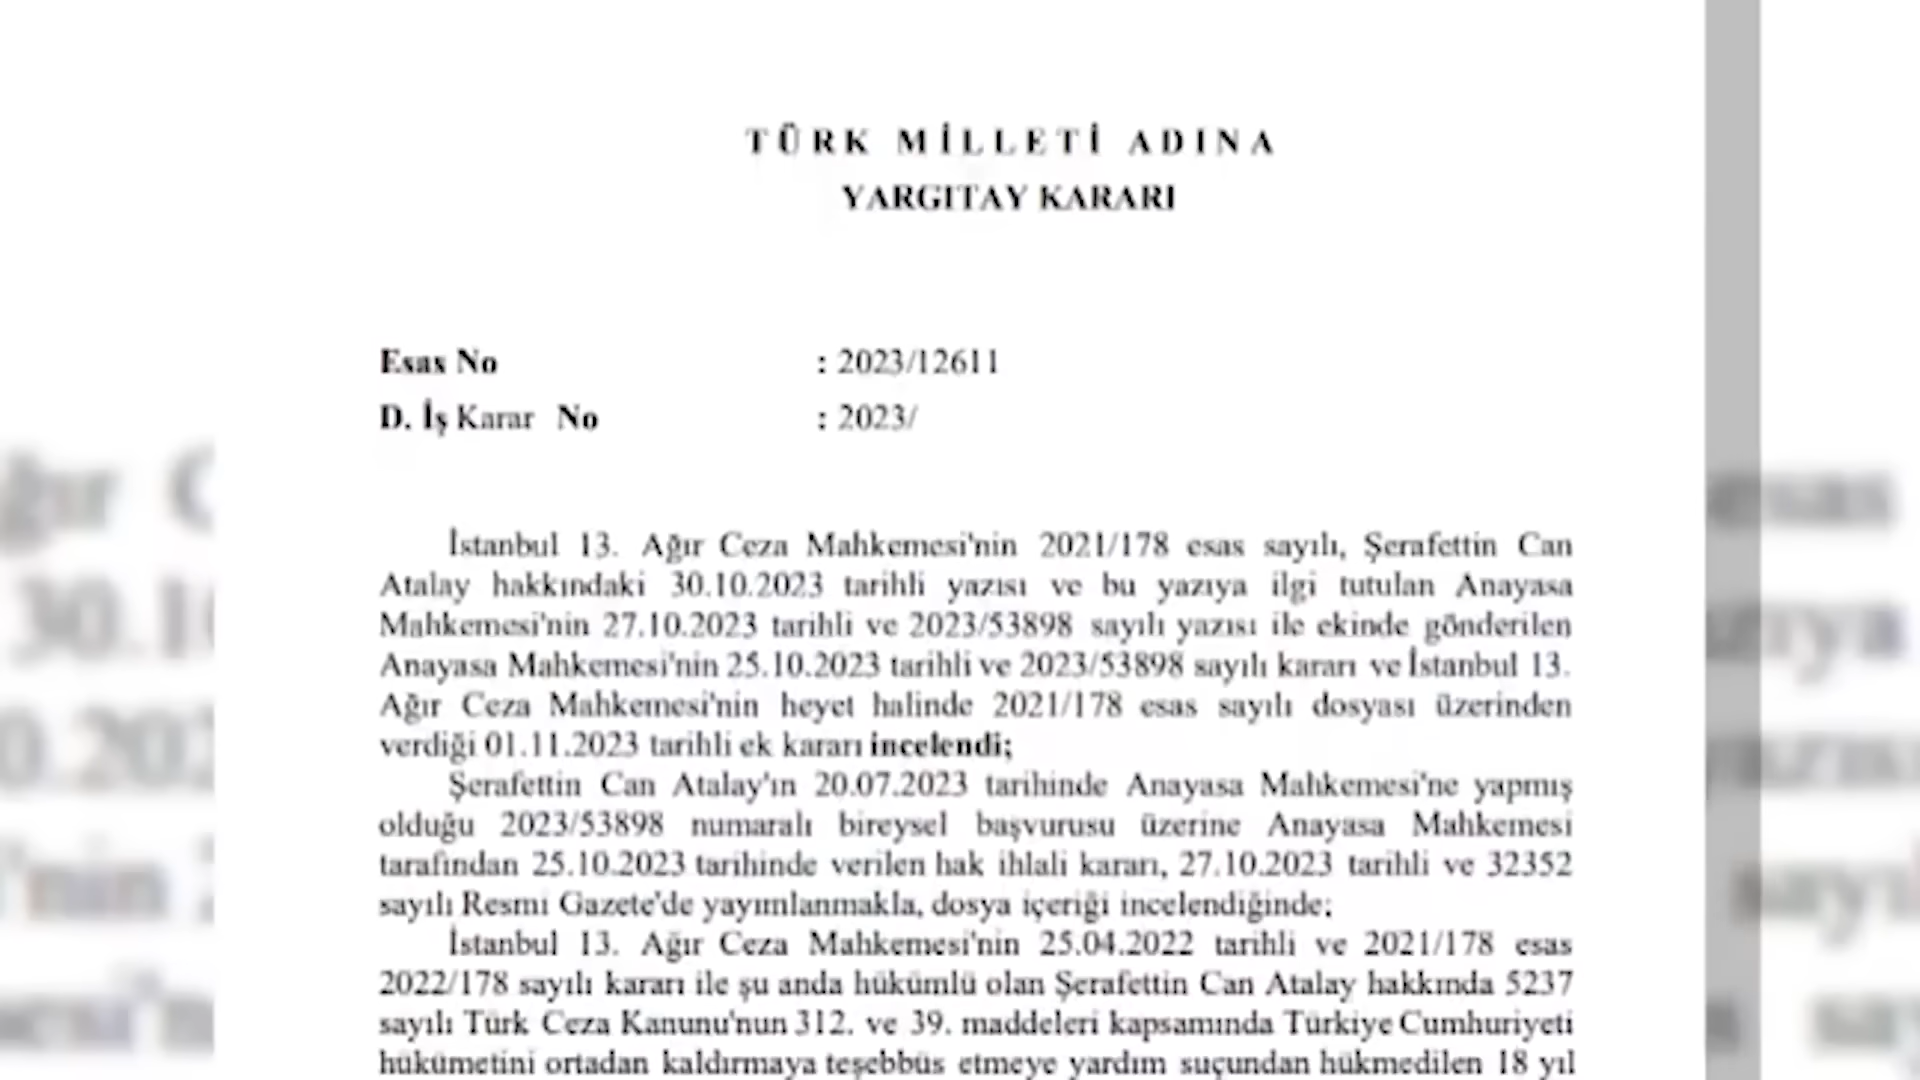 TÜRK MİLLETİ ADINA
YARGITAY KARARI
Esas No : 2023/12611
D. İş Karar No : 2023/
İstanbul 13. Ağır Ceza Mahkemesi'nin 2021/178 esas sayılı, Şerafettin Can
Atalay hakkındaki 30.10.2023 tarihli yazısı ve bu yazıya ilgi tutulan Anayasa
Mahkemesi'nin 27.10.2023 tarihli ve 2023/53898 sayılı yazısı ile ekinde gönderilen
Anayasa Mahkemesi'nin 25.10.2023 tarihli ve 2023/53898 sayılı kararı ve İstanbul 13.
Ağır Ceza Mahkemesi'nin heyet halinde 2021/178 esas sayılı dosyası üzerinden
verdiği 01.11.2023 tarihli ek kararı incelendi;
Şerafettin Can Atalay'ın 20.07.2023 tarihinde Anayasa Mahkemesi'ne yapmış
olduğu 2023/53898 numaralı bireysel başvurusu üzerine Anayasa Mahkemesi
tarafından 25.10.2023 tarihinde verilen hak ihlali kararı, 27.10.2023 tarihli ve 32352
sayılı Resmi Gazete'de yayımlanmakla, dosya içeriği incelendiğinde;
İstanbul 13. Ağır Ceza Mahkemesi'nin 25.04.2022 tarihli ve 2021/178 esas
2022/178 sayılı kararı ile şu anda hükümlü olan Şerafettin Can Atalay hakkında 5237
sayılı Türk Ceza Kanunu'nun 312. ve 39. maddeleri kapsamında Türkiye Cumhuriyeti
hükümetini ortadan kaldırmaya teşebbüs etmeye yardım suçundan hükmedilen 18 yıl